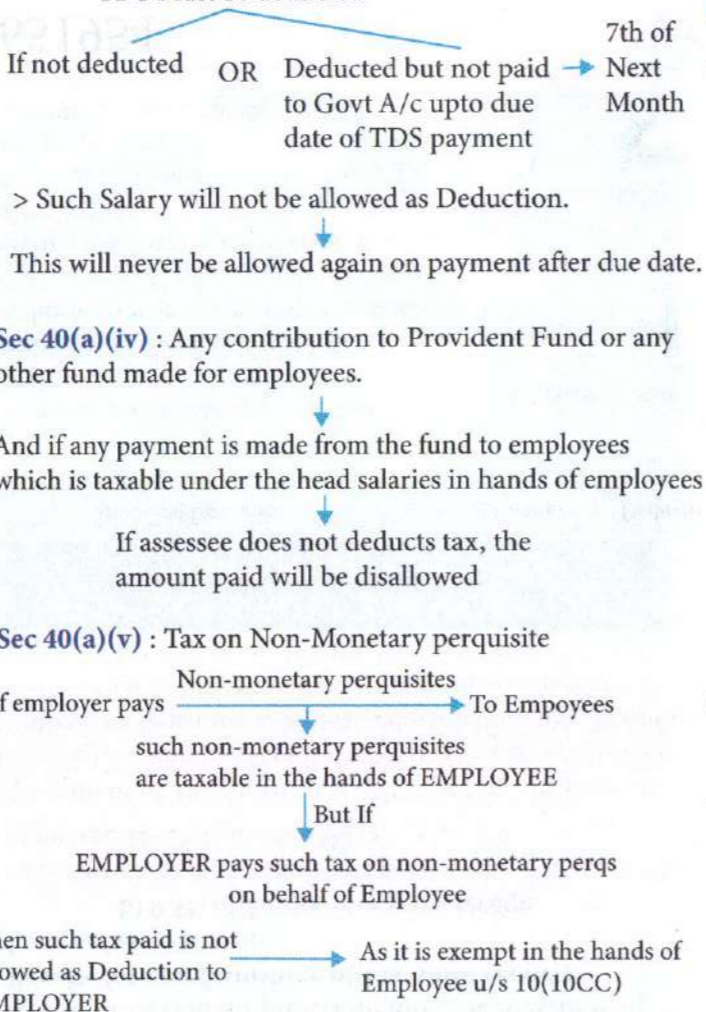 If not deducted OR Deducted but not paid 7th of Next Month
to Govt A/c upto due
date of TDS payment
> Such Salary will not be allowed as Deduction.
This will never be allowed again on payment after due date.
Sec 40(a)(iv) : Any contribution to Provident Fund or any
other fund made for employees.
And if any payment is made from the fund to employees
which is taxable under the head salaries in hands of employees
If assessee does not deducts tax, the
amount paid will be disallowed
Sec 40(a)(v) : Tax on Non-Monetary perquisite
f employer pays Non-monetary perquisites To Empoyees
such non-monetary perquisites
are taxable in the hands of EMPLOYEE
But If
EMPLOYER pays such tax on non-monetary perqs
on behalf of Employee
en such tax paid is not
owed as Deduction to
MPLOYER
As it is exempt in the hands of
Employee u/s 10(10CC)